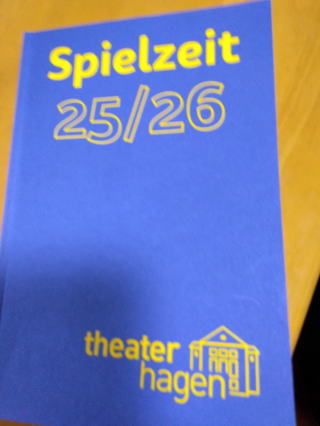 Spielzeit
25/26
theater
hagen